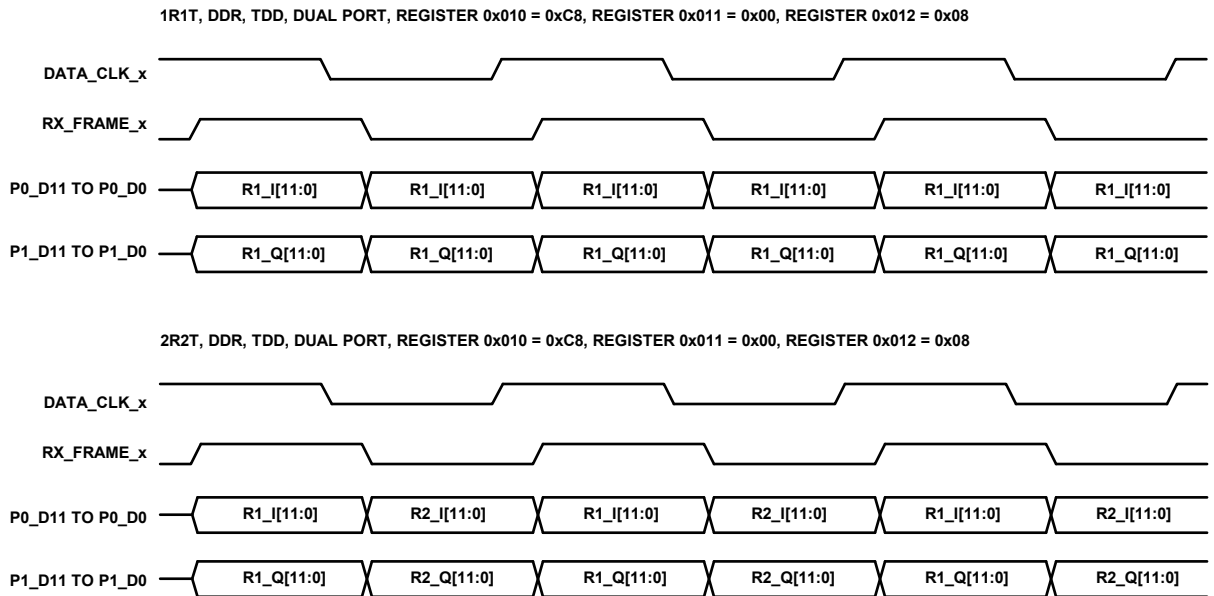 1R1T, DDR, TDD, DUAL PORT, REGISTER 0x010 = 0xC8, REGISTER 0x011 = 0x00, REGISTER 0x012 = 0x08
DATA_CLK_x
RX_FRAME_x
P0_D11 TO P0_D0 R1_I[11:0] R1_I[11:0] R1_I[11:0] R1_I[11:0] R1_I[11:0] R1_I[11:0]
P1_D11 TO P1_D0 R1_Q[11:0] R1_Q[11:0] R1_Q[11:0] R1_Q[11:0] R1_Q[11:0] R1_Q[11:0]
2R2T, DDR, TDD, DUAL PORT, REGISTER 0x010 = 0xC8, REGISTER 0x011 = 0x00, REGISTER 0x012 = 0x08
DATA_CLK_x
RX_FRAME_x
P0_D11 TO P0_D0 R1_I[11:0] R2_I[11:0] R1_I[11:0] R2_I[11:0] R1_I[11:0] R2_I[11:0]
P1_D11 TO P1_D0 R1_Q[11:0] R2_Q[11:0] R1_Q[11:0] R2_Q[11:0] R1_Q[11:0] R2_Q[11:0]